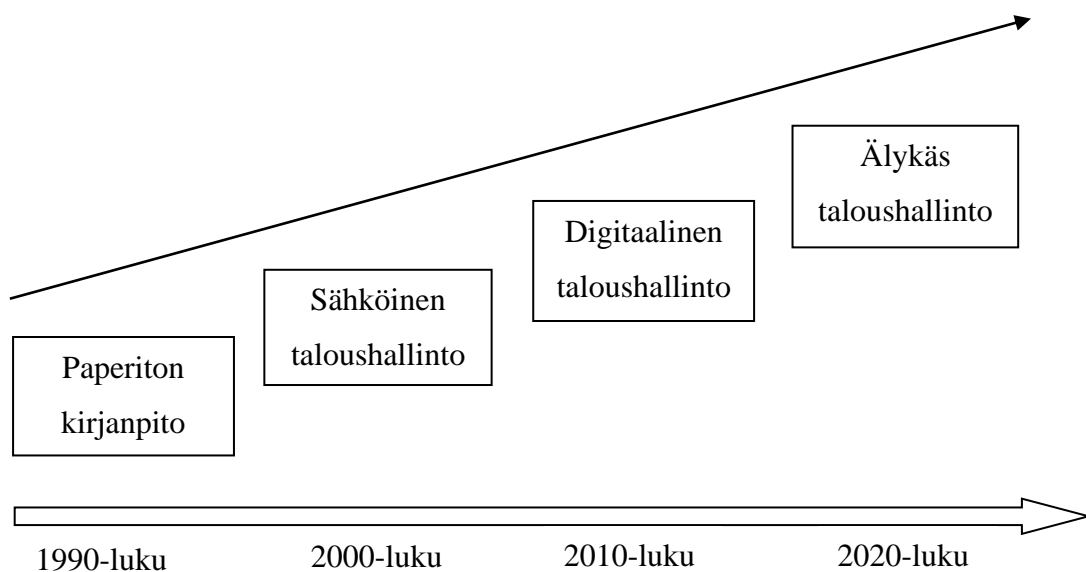 Paperiton
kirjanpito
Sähköinen
taloushallinto
Digitaalinen
taloushallinto
Älykäs
taloushallinto
1990-luku
2000-luku
2010-luku
2020-luku